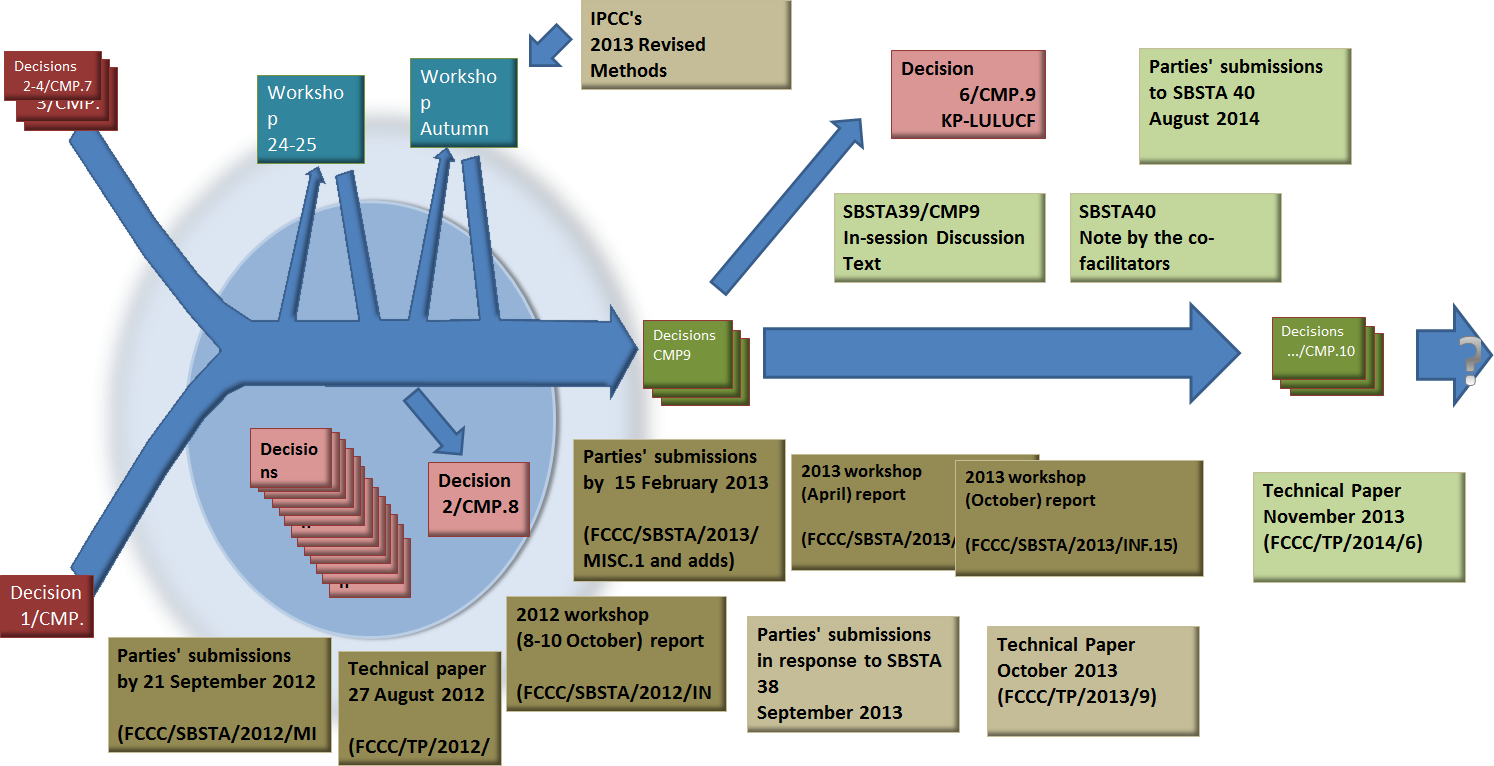 IPCC's
2013 Revised
Methods
Decisions
2-4/CMP.7
3/CMP.
Worksho
p
24-25
Worksho
p
Autumn
Decision
6/CMP.9
KP-LULUCF
Parties' submissions
to SBSTA 40
August 2014
SBSTA39/CMP9
In-session Discussion
Text
SBSTA40
Note by the co-
facilitators
Decisions
CMP9
Decisions
.../CMP.10
?
Decisio
ns
Decision
2/CMP.8
Parties' submissions
by 15 February 2013
(FCCC/SBSTA/2013/
MISC.1 and adds)
2013 workshop
(April) report
(FCCC/SBSTA/2013/
2013 workshop
(October) report
(FCCC/SBSTA/2013/INF.15)
Technical Paper
November 2013
(FCCC/TP/2014/6)
Decision
1/CMP.
Parties' submissions
by 21 September 2012
(FCCC/SBSTA/2012/MI
Technical paper
27 August 2012
(FCCC/TP/2012/
2012 workshop
(8-10 October) report
(FCCC/SBSTA/2012/IN
Parties' submissions
in response to SBSTA
38
September 2013
Technical Paper
October 2013
(FCCC/TP/2013/9)